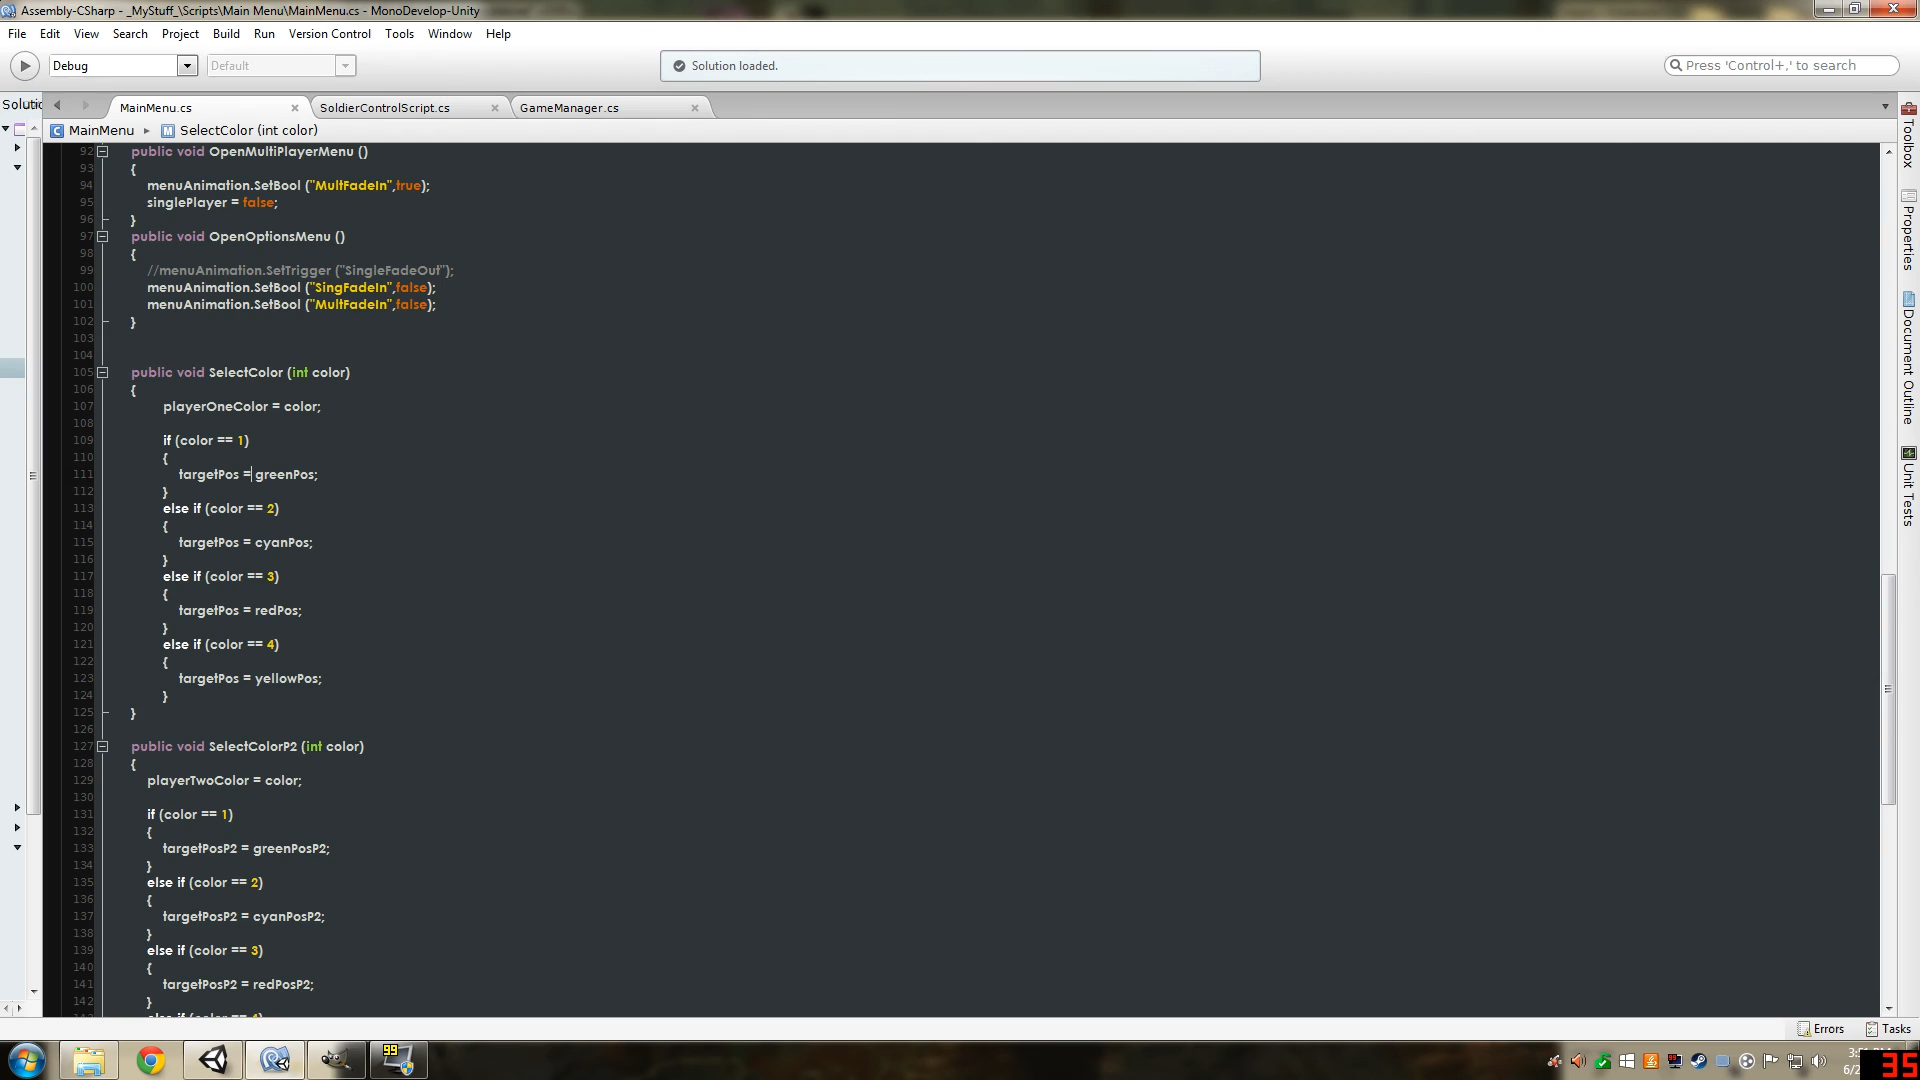 Assembly-CSharp - _MyStuff_\Scripts\Main Menu\MainMenu.cs - MonoDevelop-Unity
File Edit View Search Project Build Run Version Control Tools Window Help
Debug Default Solution loaded. Press 'Control+,' to search
Solutic MainMenu.cs SoldierControlScript.cs GameManager.cs
C MainMenu M SelectColor (int color)
92 public void OpenMultiPlayerMenu ()
93 {
94 menuAnimation.SetBool ("MultFadeIn",true);
95 singlePlayer = false;
96 }
97 public void OpenOptionsMenu ()
98 {
99 //menuAnimation.SetTrigger ("SingleFadeOut");
100 menuAnimation.SetBool ("SingFadeIn",false);
101 menuAnimation.SetBool ("MultFadeIn",false);
102 }
103
104
105 public void SelectColor (int color)
106 {
107 playerOneColor = color;
108
109 if (color == 1)
110 {
111 targetPos = greenPos;
112 }
113 else if (color == 2)
114 {
115 targetPos = cyanPos;
116 }
117 else if (color == 3)
118 {
119 targetPos = redPos;
120 }
121 else if (color == 4)
122 {
123 targetPos = yellowPos;
124 }
125 }
126
127 public void SelectColorP2 (int color)
128 {
129 playerTwoColor = color;
130
131 if (color == 1)
132 {
133 targetPosP2 = greenPosP2;
134 }
135 else if (color == 2)
136 {
137 targetPosP2 = cyanPosP2;
138 }
139 else if (color == 3)
140 {
141 targetPosP2 = redPosP2;
142 }
Toolbox
Properties
Document Outline
Unit Tests
Errors Tasks
99
35